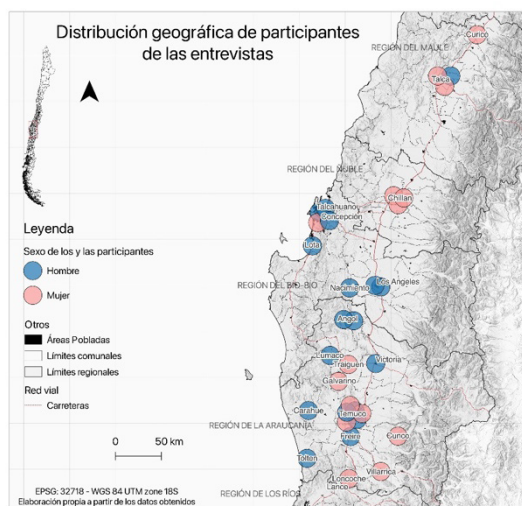 Distribución geográfica de participantes
de las entrevistas
REGIÓN DEL MAULE
Curicó
Talca
REGIÓN DEL ÑUBLE
Chillán
Talcahuano
Concepción
Lota
Leyenda
Sexo de los y las participantes
Hombre
Mujer
REGIÓN DEL BIO-BIO
Nacimiento
Los Angeles
Angol
Otros
Áreas Pobladas
Límites comunales
Límites regionales
Red vial
Carreteras
Lumaco
Traiguén
Victoria
Galvarino
Carahue
Temuco
REGIÓN DE LA ARAUCANÍA
Freire
Cunco
0 50 km
Toltén
Villarrica
Loncoche
Lanco
REGIÓN DE LOS RÍOS
EPSG: 32718 - WGS 84 UTM zone 18S
Elaboración propia a partir de los datos obtenidos